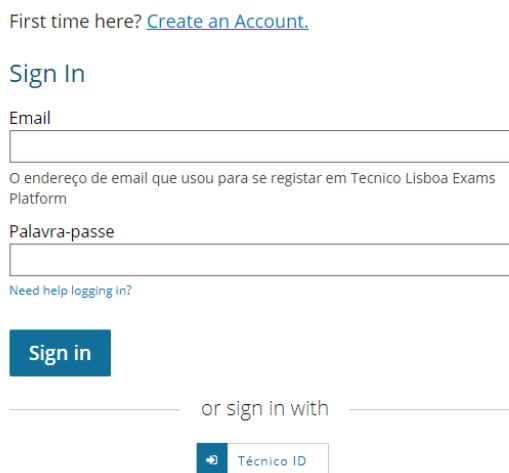 First time here? Create an Account.
Sign In
Email
O endereço de email que usou para se registar em Tecnico Lisboa Exams
Platform
Palavra-passe
Need help logging in?
Sign in
or sign in with
Técnico ID